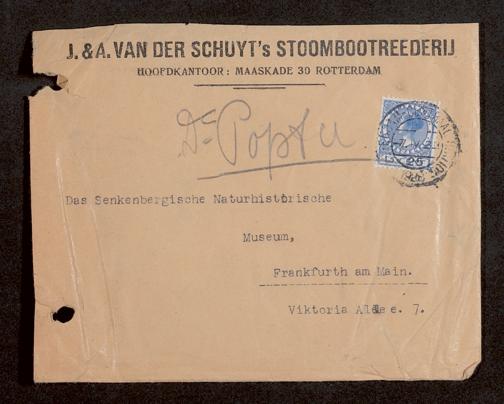 J. & A. VAN DER SCHUYT's STOOMBOOTREEDERIJ
HOOFDKANTOOR: MAASKADE 30 ROTTERDAM
Dr Popta
25
Das Senkenbergische Naturhistorische
Museum,
Frankfurth am Main.
Viktoria Allee. 7.